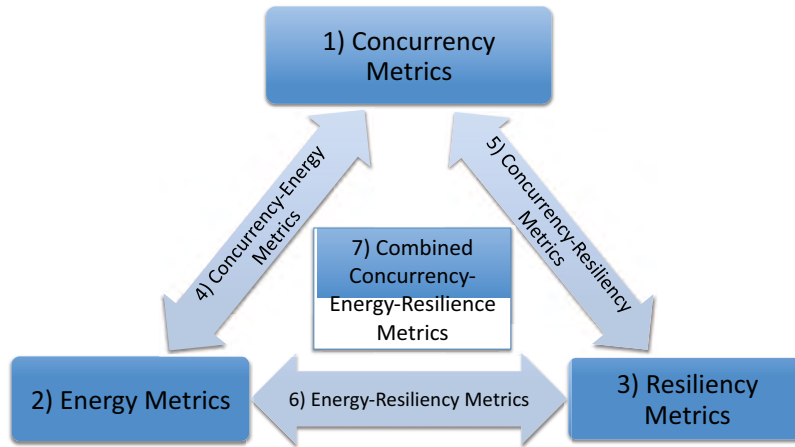 1) Concurrency
Metrics
4) Concurrency-Energy
Metrics
5) Concurrency-Resiliency
Metrics
7) Combined
Concurrency-
Energy-Resilience
Metrics
2) Energy Metrics
6) Energy-Resiliency Metrics
3) Resiliency
Metrics